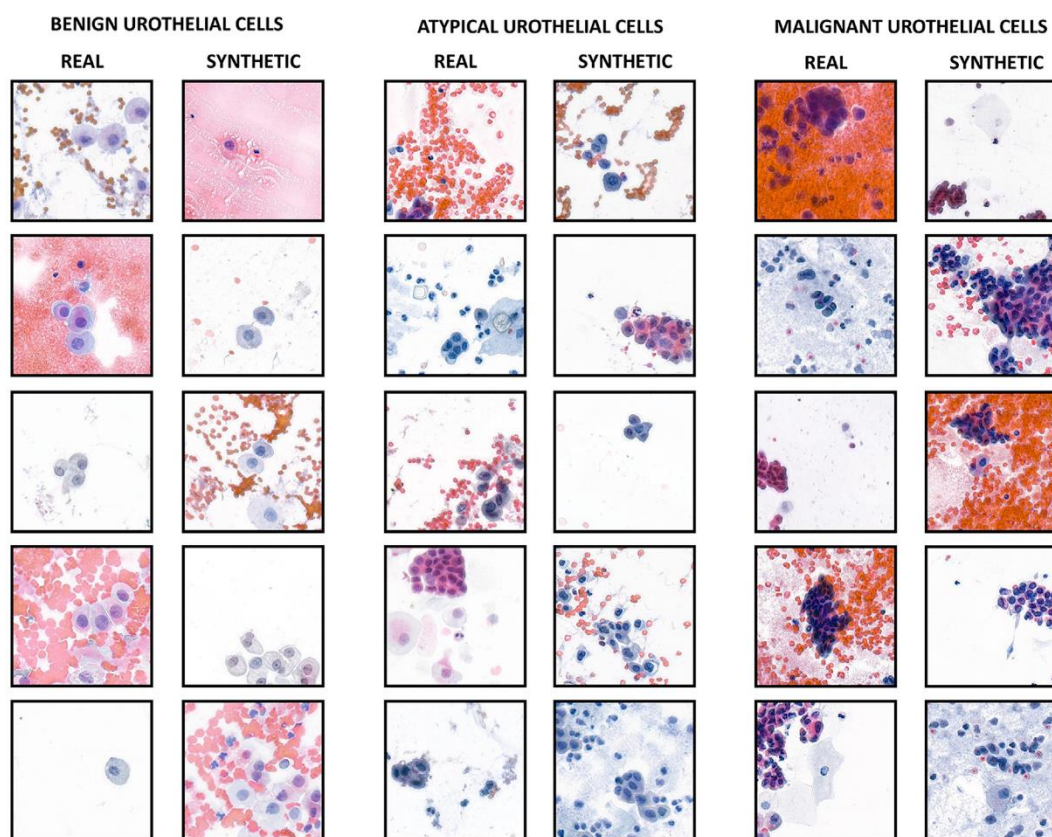 BENIGN UROTHELIAL CELLS
ATYPICAL UROTHELIAL CELLS
MALIGNANT UROTHELIAL CELLS
REAL
SYNTHETIC
REAL
SYNTHETIC
REAL
SYNTHETIC